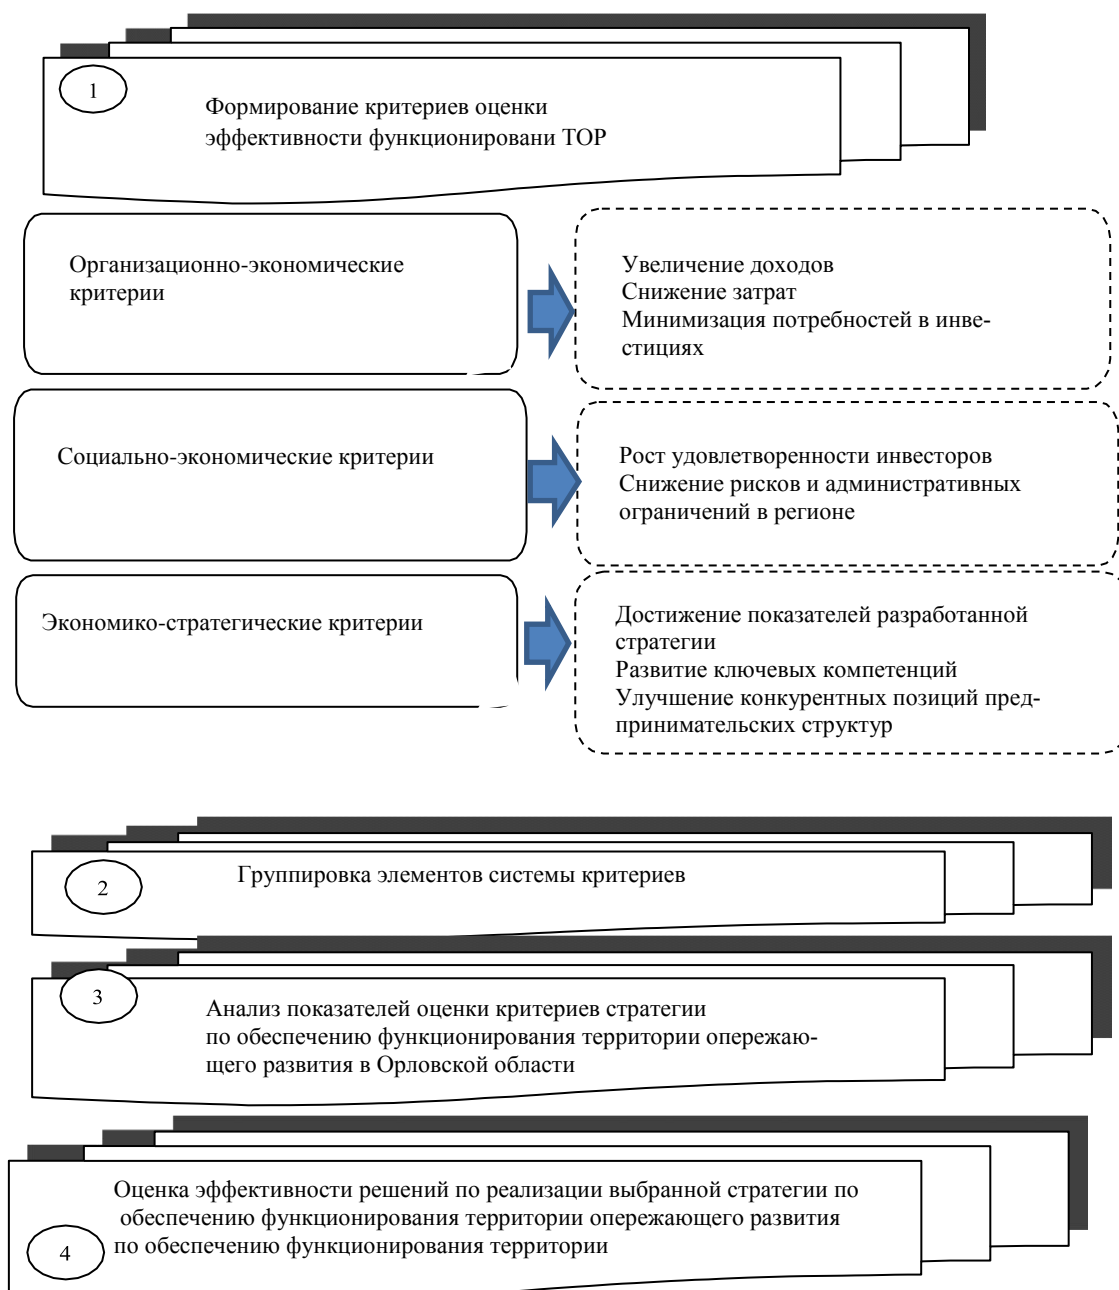 1
Формирование критериев оценки
эффективности функционировани ТОР
Организационно-экономические
критерии
Увеличение доходов
Снижение затрат
Минимизация потребностей в инве-
стициях
Социально-экономические критерии
Рост удовлетворенности инвесторов
Снижение рисков и административных
ограничений в регионе
Экономико-стратегические критерии
Достижение показателей разработанной
стратегии
Развитие ключевых компетенций
Улучшение конкурентных позиций пред-
принимательских структур
2
Группировка элементов системы критериев
3
Анализ показателей оценки критериев стратегии
по обеспечению функционирования территории опережаю-
щего развития в Орловской области
Оценка эффективности решений по реализации выбранной стратегии по
обеспечению функционирования территории опережающего развития
по обеспечению функционирования территории
4